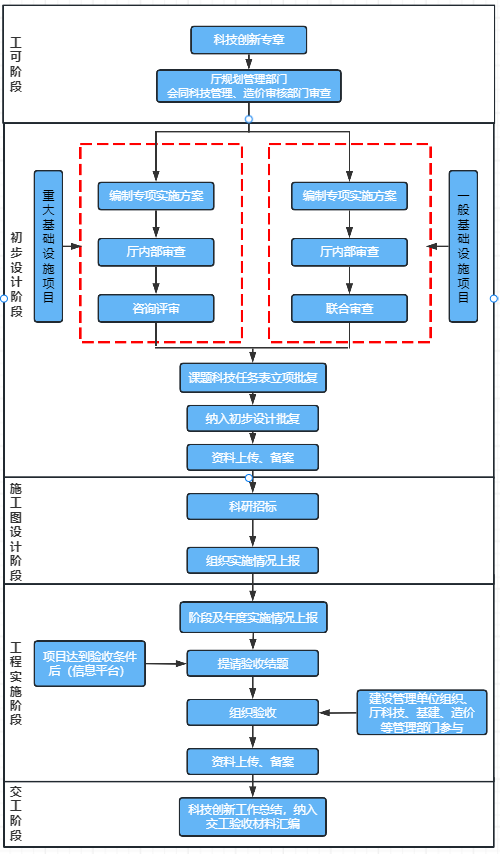 工可阶段
科技创新专章
厅规划管理部门
会同科技管理、造价审核部门审查
初步设计阶段
重大基础设施项目
编制专项实施方案
厅内部审查
咨询评审
编制专项实施方案
厅内部审查
联合审查
一般基础设施项目
课题科技任务表立项批复
纳入初步设计批复
资料上传、备案
施工图设计阶段
科研招标
组织实施情况上报
工程实施阶段
阶段及年度实施情况上报
项目达到验收条件
后（信息平台）
提请验收结题
组织验收
建设管理单位组织、
厅科技、基建、造价
等管理部门参与
资料上传、备案
交工阶段
科技创新工作总结，纳入
交工验收材料汇编